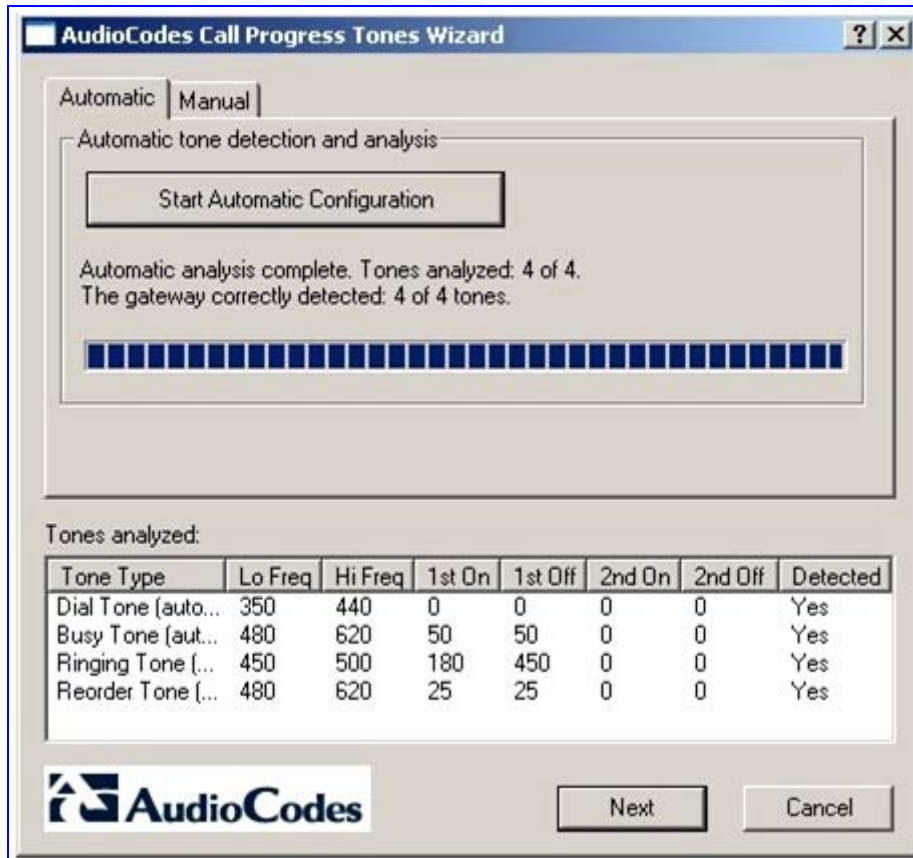 AudioCodes Call Progress Tones Wizard
Automatic Manual
Automatic tone detection and analysis
Start Automatic Configuration
Automatic analysis complete. Tones analyzed: 4 of 4.
The gateway correctly detected: 4 of 4 tones.
Tones analyzed:
Tone Type Lo Freq Hi Freq 1st On 1st Off 2nd On 2nd Off Detected
Dial Tone (auto... 350 440 0 0 0 0 Yes
Busy Tone (aut... 480 620 50 50 0 0 Yes
Ringing Tone (... 450 500 180 450 0 0 Yes
Reorder Tone (... 480 620 25 25 0 0 Yes
AudioCodes Next Cancel